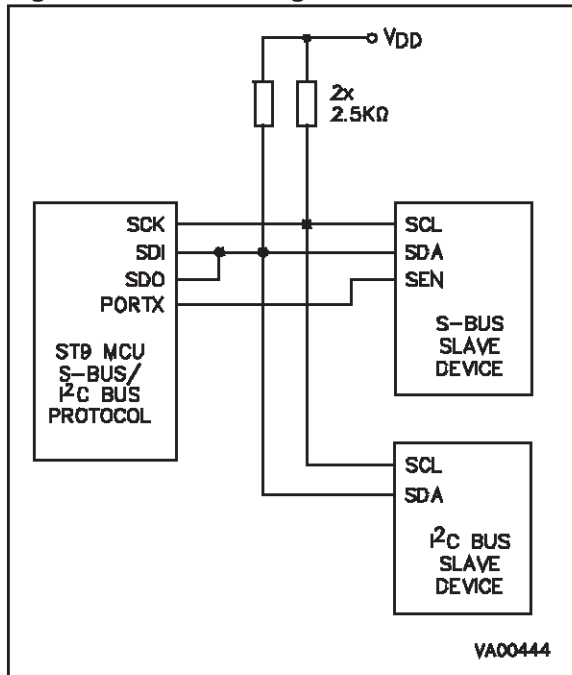 VDD
2x
2.5KΩ
SCK
SDI
SDO
PORTX
ST9 MCU
S-BUS/
I²C BUS
PROTOCOL
SCL
SDA
SEN
S-BUS
SLAVE
DEVICE
SCL
SDA
I²C BUS
SLAVE
DEVICE
VA00444